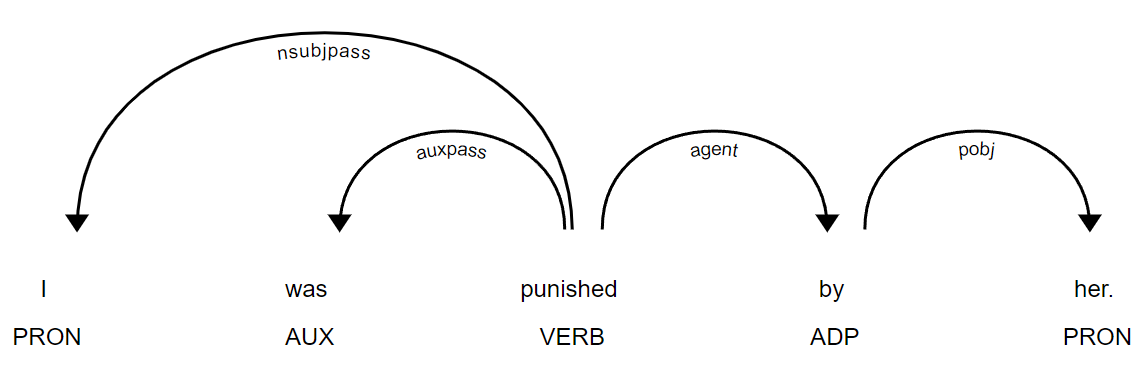 nsubjpass
auxpass agent pobj
I was punished by her.
PRON AUX VERB ADP PRON